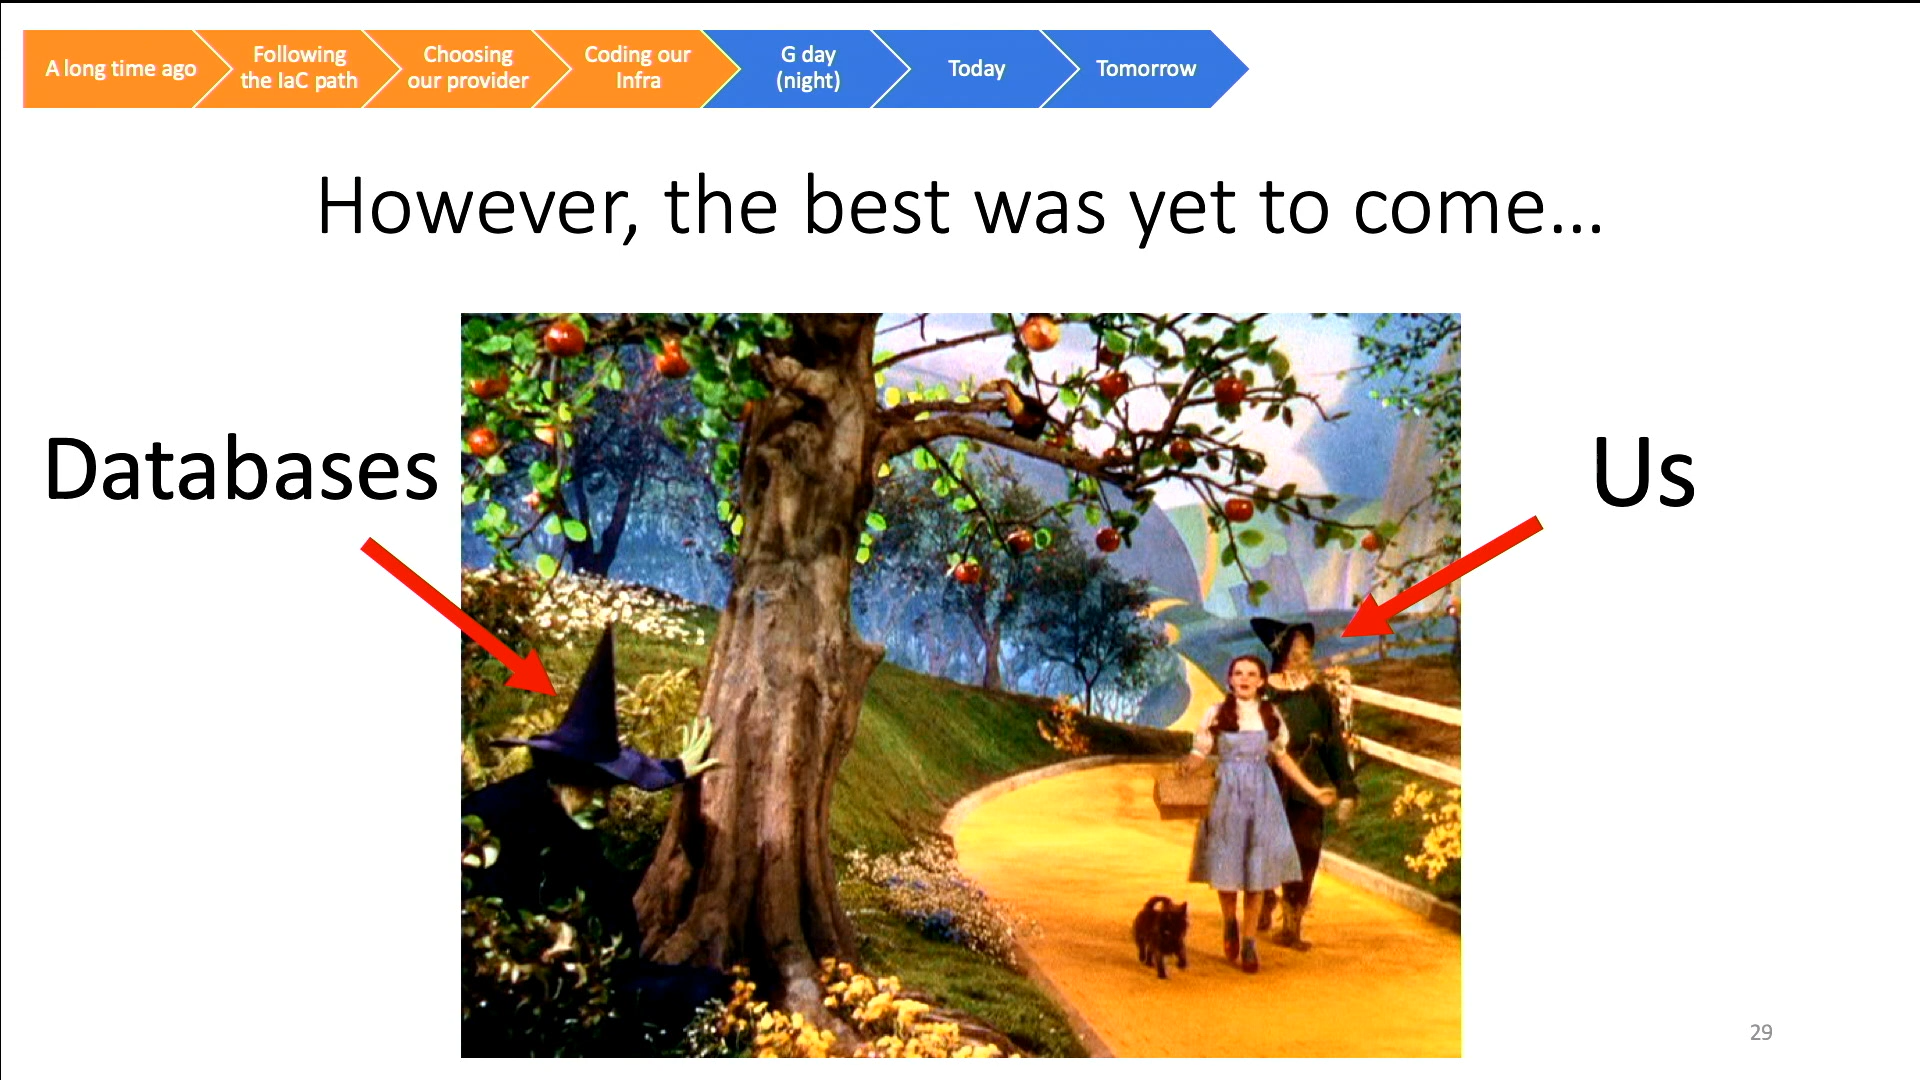 A long time ago
Following
the IaC path
Choosing
our provider
Coding our
Infra
G day
(night)
Today
Tomorrow
However, the best was yet to come...
Databases
Us
29